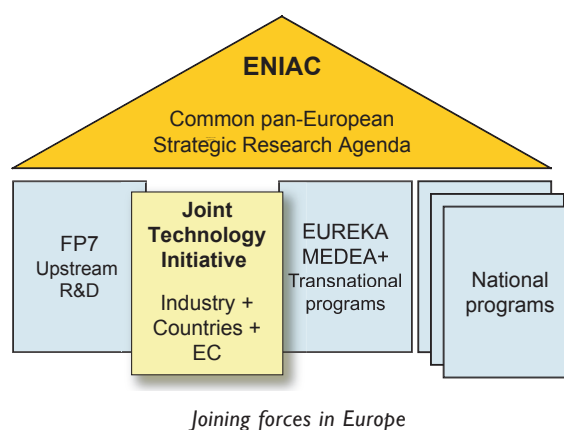 ENIAC
Common pan-European
Strategic Research Agenda
FP7
Upstream
R&D
Joint
Technology
Initiative
Industry +
Countries +
EC
EUREKA
MEDEA+
Transnational
programs
National
programs
Joining forces in Europe